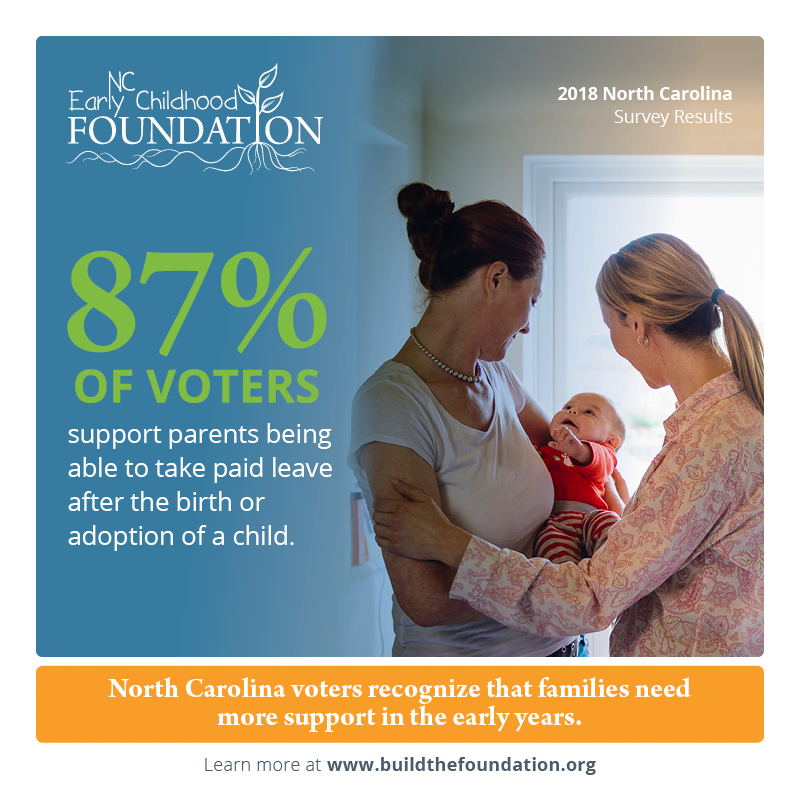 NC
Early Childhood
FOUNDATION
2018 North Carolina
Survey Results
87%
OF VOTERS
support parents being
able to take paid leave
after the birth or
adoption of a child.
North Carolina voters recognize that families need
more support in the early years.
Learn more at www.buildthefoundation.org